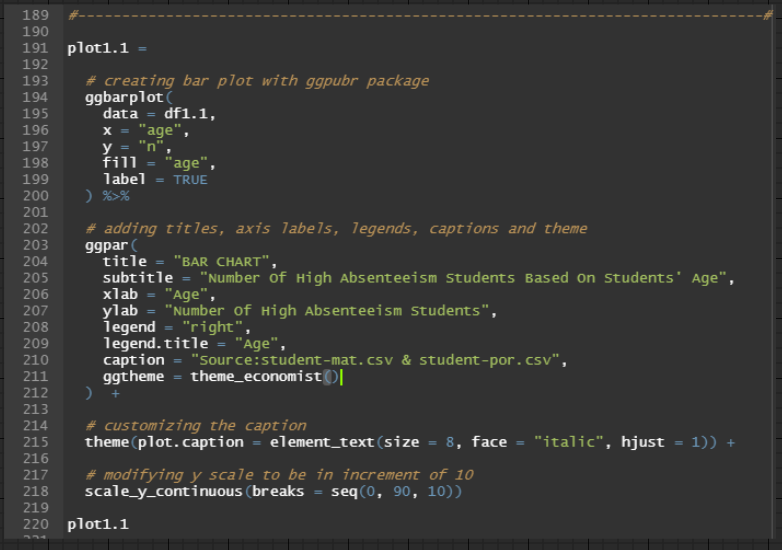 189 #------------------------------------------------------------------------------#
190
191 plot1.1 =
192
193 # creating bar plot with ggpubr package
194 ggbarplot(
195 data = df1.1,
196 x = "age",
197 y = "n",
198 fill = "age",
199 label = TRUE
200 ) %>%
201
202 # adding titles, axis labels, legends, captions and theme
203 ggpar(
204 title = "BAR CHART",
205 subtitle = "Number Of High Absenteeism Students Based On Students' Age",
206 xlab = "Age",
207 ylab = "Number Of High Absenteeism Students",
208 legend = "right",
209 legend.title = "Age",
210 caption = "Source:student-mat.csv & student-por.csv",
211 ggtheme = theme_economist()
212 ) +
213
214 # customizing the caption
215 theme(plot.caption = element_text(size = 8, face = "italic", hjust = 1)) +
216
217 # modifying y scale to be in increment of 10
218 scale_y_continuous(breaks = seq(0, 90, 10))
219
220 plot1.1
221